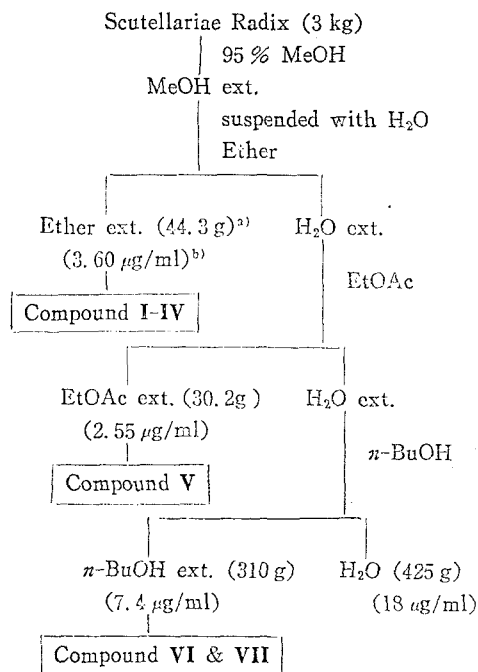 Scutellariae Radix (3 kg)
95 % MeOH
MeOH ext.
suspended with H₂O
Ether
Ether ext. (44.3 g)ᵃ⁾ H₂O ext.
(3.60 μg/ml)ᵇ⁾
EtOAc
Compound I-IV
EtOAc ext. (30.2g) H₂O ext.
(2.55 μg/ml)
n-BuOH
Compound V
n-BuOH ext. (310 g) H₂O (425 g)
(7.4 μg/ml) (18 ug/ml)
Compound VI & VII